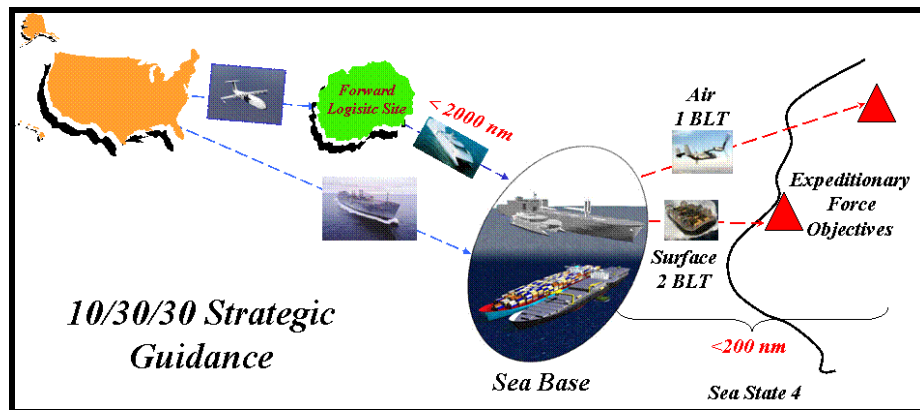 Forward
Logisitc Site
< 2000 nm
Air
1 BLT
Expeditionary
Force
Objectives
Surface
2 BLT
10/30/30 Strategic
Guidance
Sea Base
<200 nm
Sea State 4